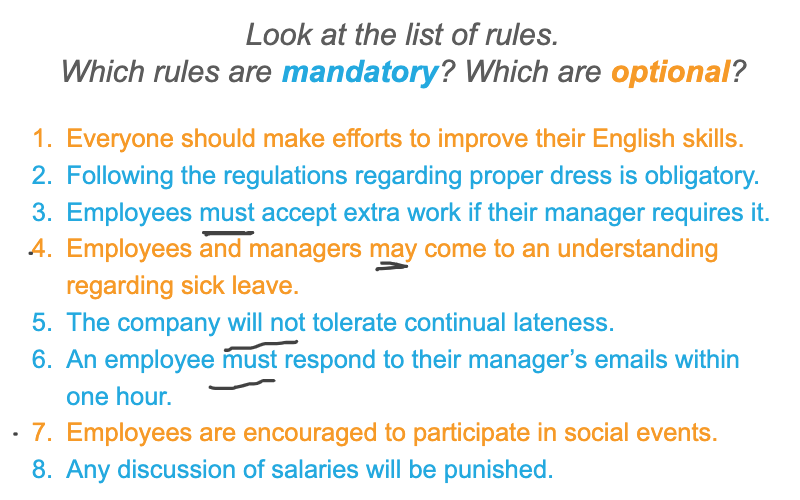 Look at the list of rules.
Which rules are mandatory? Which are optional?
1. Everyone should make efforts to improve their English skills.
2. Following the regulations regarding proper dress is obligatory.
3. Employees must accept extra work if their manager requires it.
4. Employees and managers may come to an understanding
regarding sick leave.
5. The company will not tolerate continual lateness.
6. An employee must respond to their manager's emails within
one hour.
7. Employees are encouraged to participate in social events.
8. Any discussion of salaries will be punished.